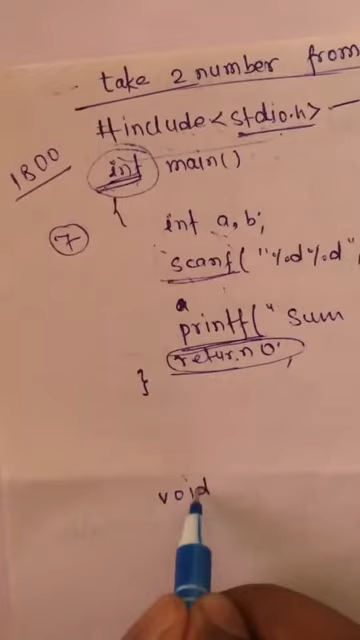 take 2 number from
#include<stdio.h>
1800
int main()
{
7
int a, b;
scanf("%d%d",
a
printf(" Sum
return 0;
}
void